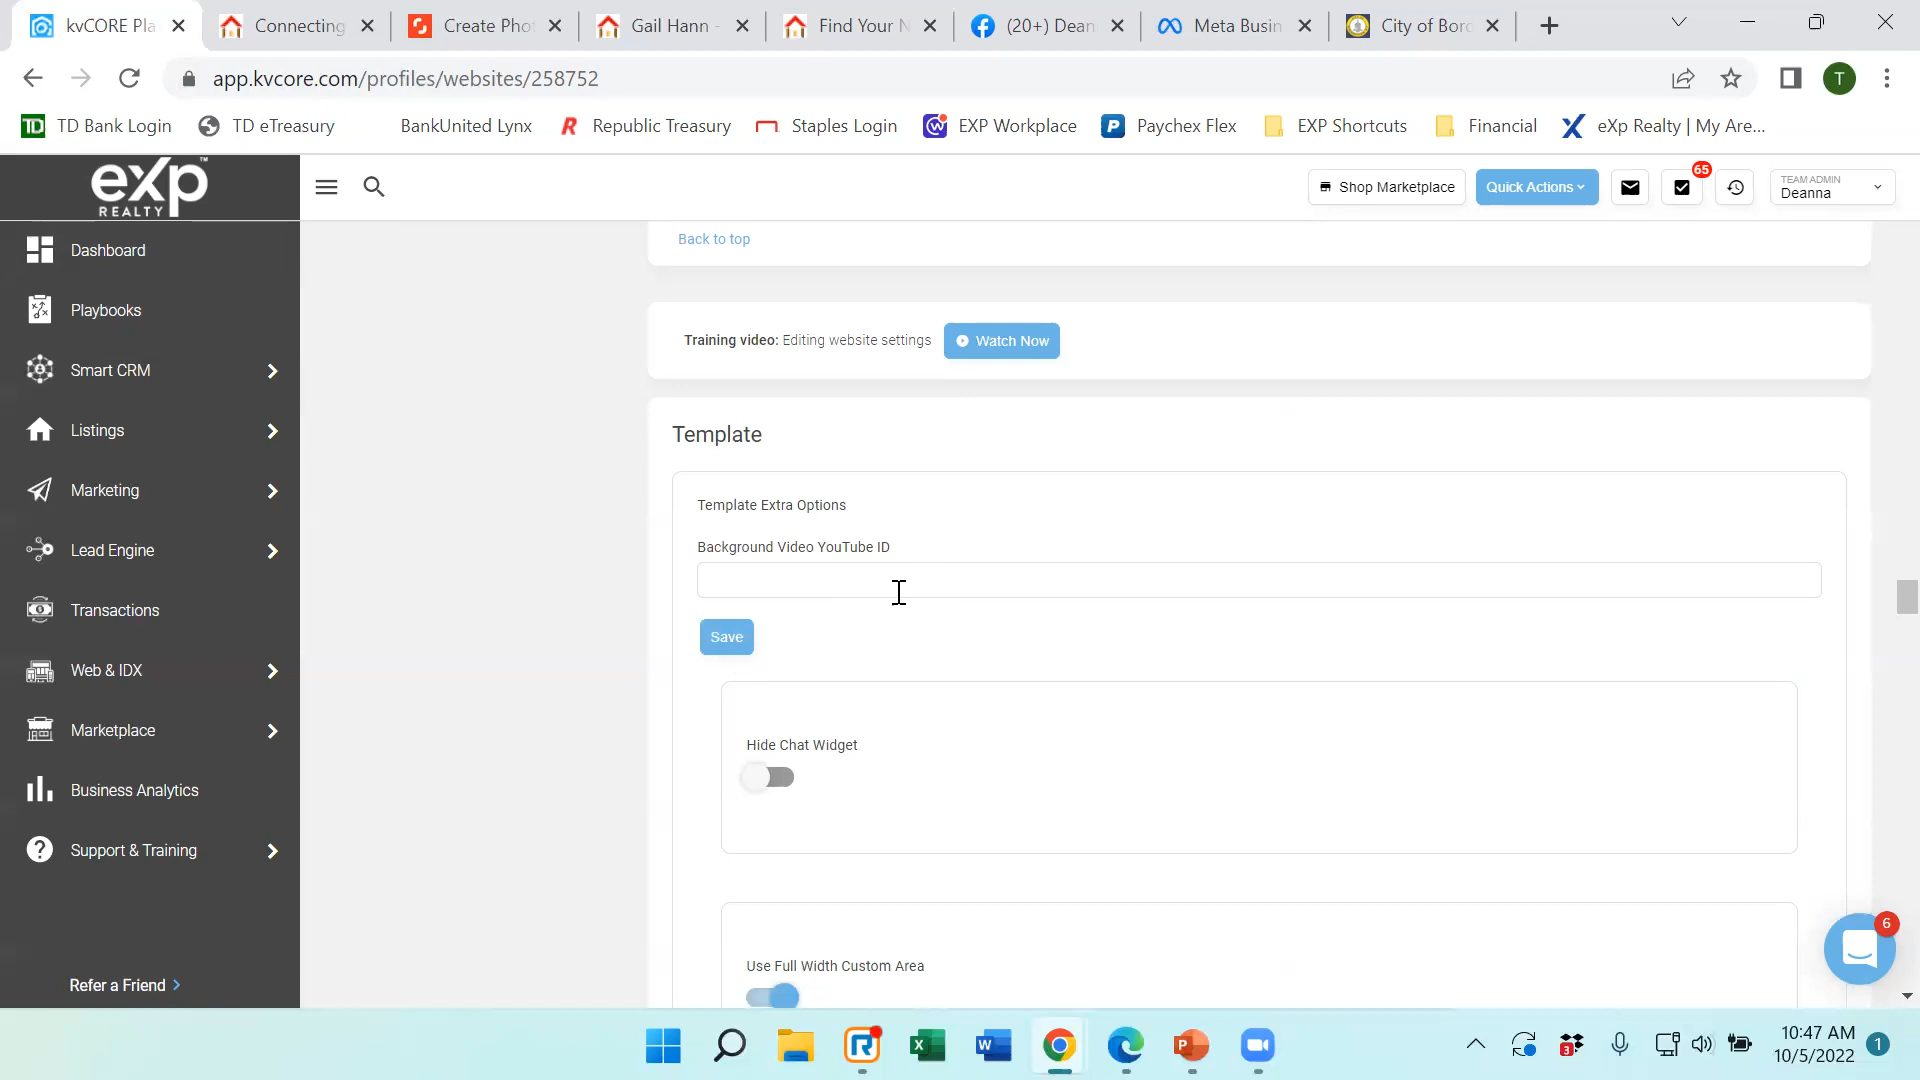 kvCORE Pla
Connecting
Create Phot
Gail Hann -
Find Your N
(20+) Dean
Meta Busin
City of Boro
app.kvcore.com/profiles/websites/258752
T
TD Bank Login
TD eTreasury
BankUnited Lynx
Republic Treasury
Staples Login
EXP Workplace
Paychex Flex
EXP Shortcuts
Financial
eXp Realty | My Are...
eXp™
REALTY
Shop Marketplace
Quick Actions
65
TEAM ADMIN
Deanna
Dashboard
Playbooks
Smart CRM
Listings
Marketing
Lead Engine
Transactions
Web & IDX
Marketplace
Business Analytics
Support & Training
Refer a Friend >
Back to top
Training video: Editing website settings
Watch Now
Template
Template Extra Options
Background Video YouTube ID
Save
Hide Chat Widget
Use Full Width Custom Area
6
3
10:47 AM
10/5/2022
1